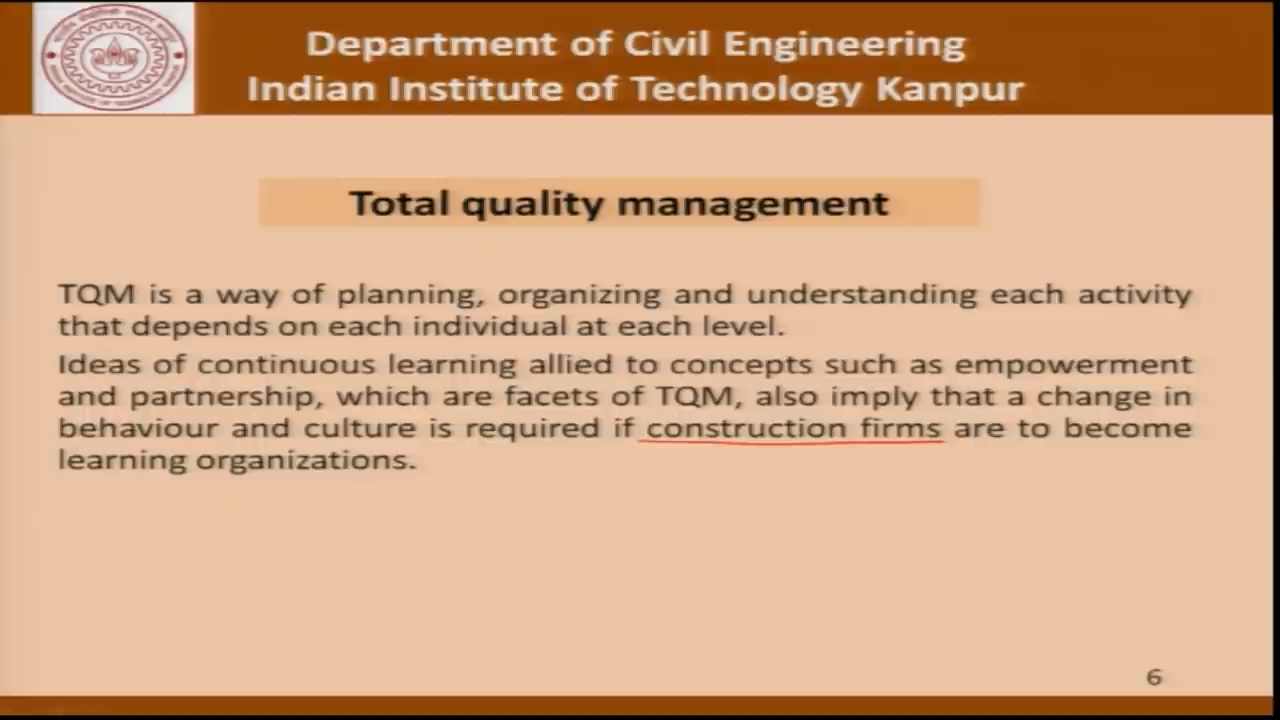 Department of Civil Engineering
Indian Institute of Technology Kanpur
Total quality management
TQM is a way of planning, organizing and understanding each activity
that depends on each individual at each level.
Ideas of continuous learning allied to concepts such as empowerment
and partnership, which are facets of TQM, also imply that a change in
behaviour and culture is required if construction firms are to become
learning organizations.
6